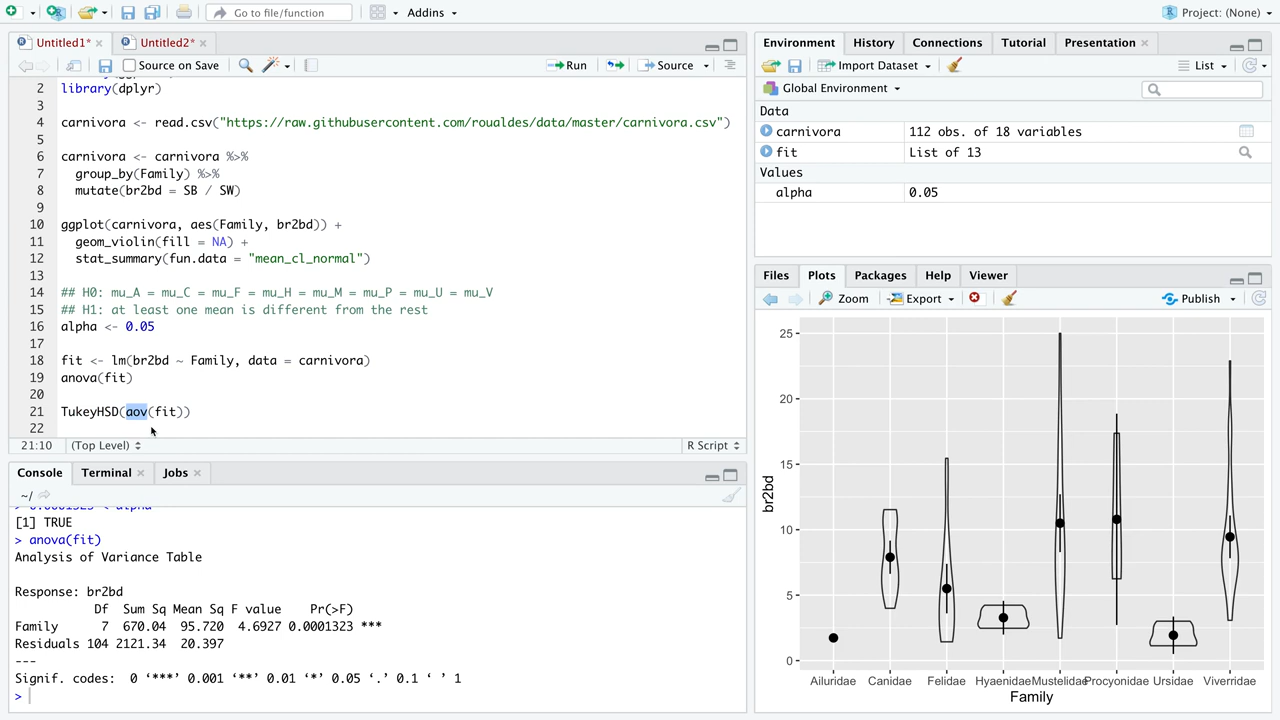 Go to file/function
Addins
Project: (None)
Untitled1*
Untitled2*
Source on Save
Run
Source
2 library(dplyr)
3
4 carnivora <- read.csv("https://raw.githubusercontent.com/roualdes/data/master/carnivora.csv")
5
6 carnivora <- carnivora %>%
7 group_by(Family) %>%
8 mutate(br2bd = SB / SW)
9
10 ggplot(carnivora, aes(Family, br2bd)) +
11 geom_violin(fill = NA) +
12 stat_summary(fun.data = "mean_cl_normal")
13
14 ## H0: mu_A = mu_C = mu_F = mu_H = mu_M = mu_P = mu_U = mu_V
15 ## H1: at least one mean is different from the rest
16 alpha <- 0.05
17
18 fit <- lm(br2bd ~ Family, data = carnivora)
19 anova(fit)
20
21 TukeyHSD(aov(fit))
22
21:10 (Top Level) R Script
Console Terminal Jobs
~/
> 0.0001323 < alpha
[1] TRUE
> anova(fit)
Analysis of Variance Table
Response: br2bd
Df Sum Sq Mean Sq F value Pr(>F)
Family 7 670.04 95.720 4.6927 0.0001323 ***
Residuals 104 2121.34 20.397
---
Signif. codes: 0 ‘***’ 0.001 ‘**’ 0.01 ‘*’ 0.05 ‘.’ 0.1 ‘ ’ 1
>
Environment History Connections Tutorial Presentation
Import Dataset List
Global Environment
Data
carnivora 112 obs. of 18 variables
fit List of 13
Values
alpha 0.05
Files Plots Packages Help Viewer
Zoom Export Publish
25
20
15
10
5
0
br2bd
Ailuridae Canidae Felidae Hyaenidae Mustelidae Procyonidae Ursidae Viverridae
Family